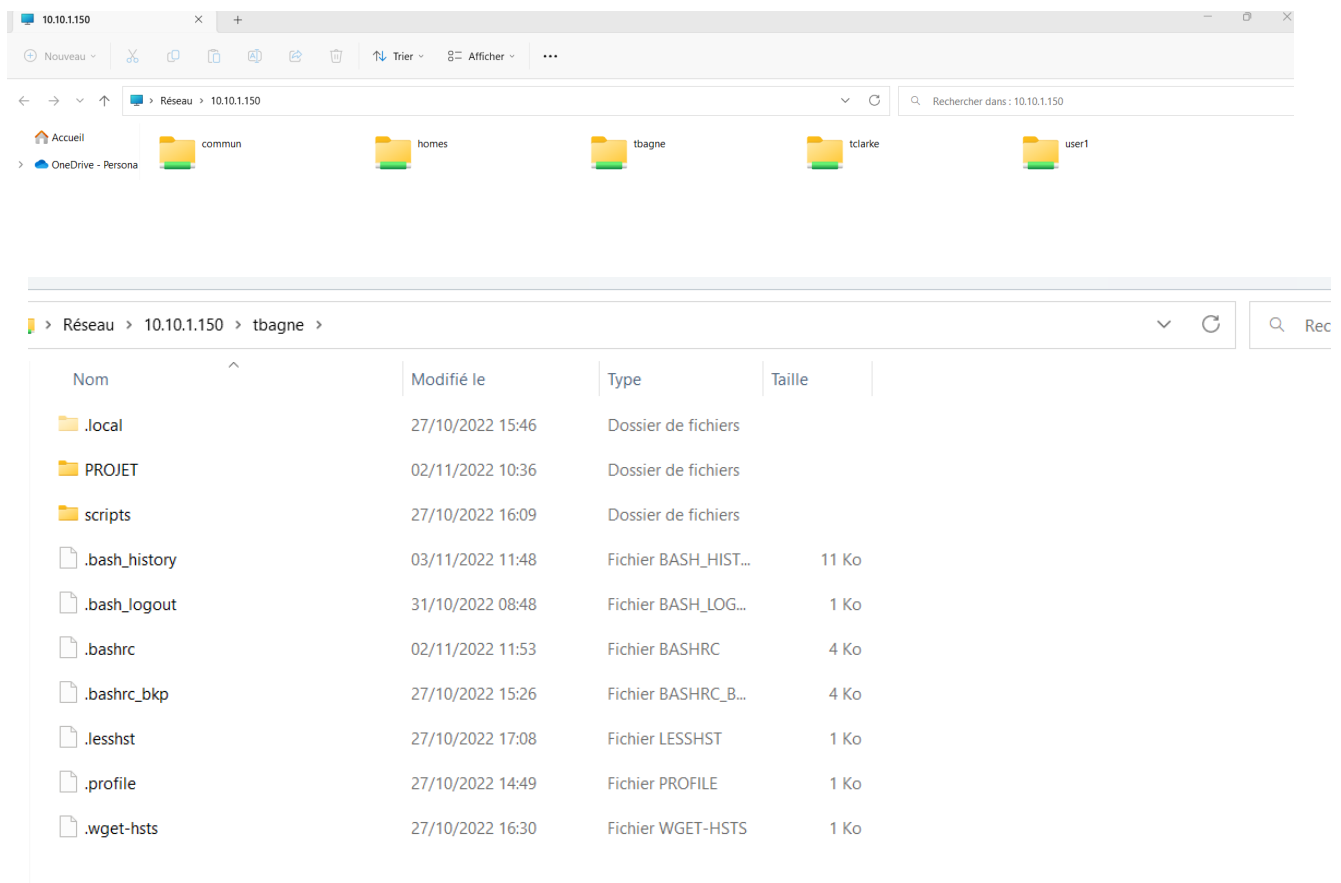 10.10.1.150
Nouveau Trier Afficher
Réseau > 10.10.1.150 Rechercher dans : 10.10.1.150
Accueil
OneDrive - Persona
commun homes tbagne tclarke user1
> Réseau > 10.10.1.150 > tbagne > Rec
Nom Modifié le Type Taille
.local 27/10/2022 15:46 Dossier de fichiers
PROJET 02/11/2022 10:36 Dossier de fichiers
scripts 27/10/2022 16:09 Dossier de fichiers
.bash_history 03/11/2022 11:48 Fichier BASH_HIST... 11 Ko
.bash_logout 31/10/2022 08:48 Fichier BASH_LOG... 1 Ko
.bashrc 02/11/2022 11:53 Fichier BASHRC 4 Ko
.bashrc_bkp 27/10/2022 15:26 Fichier BASHRC_B... 4 Ko
.lesshst 27/10/2022 17:08 Fichier LESSHST 1 Ko
.profile 27/10/2022 14:49 Fichier PROFILE 1 Ko
.wget-hsts 27/10/2022 16:30 Fichier WGET-HSTS 1 Ko